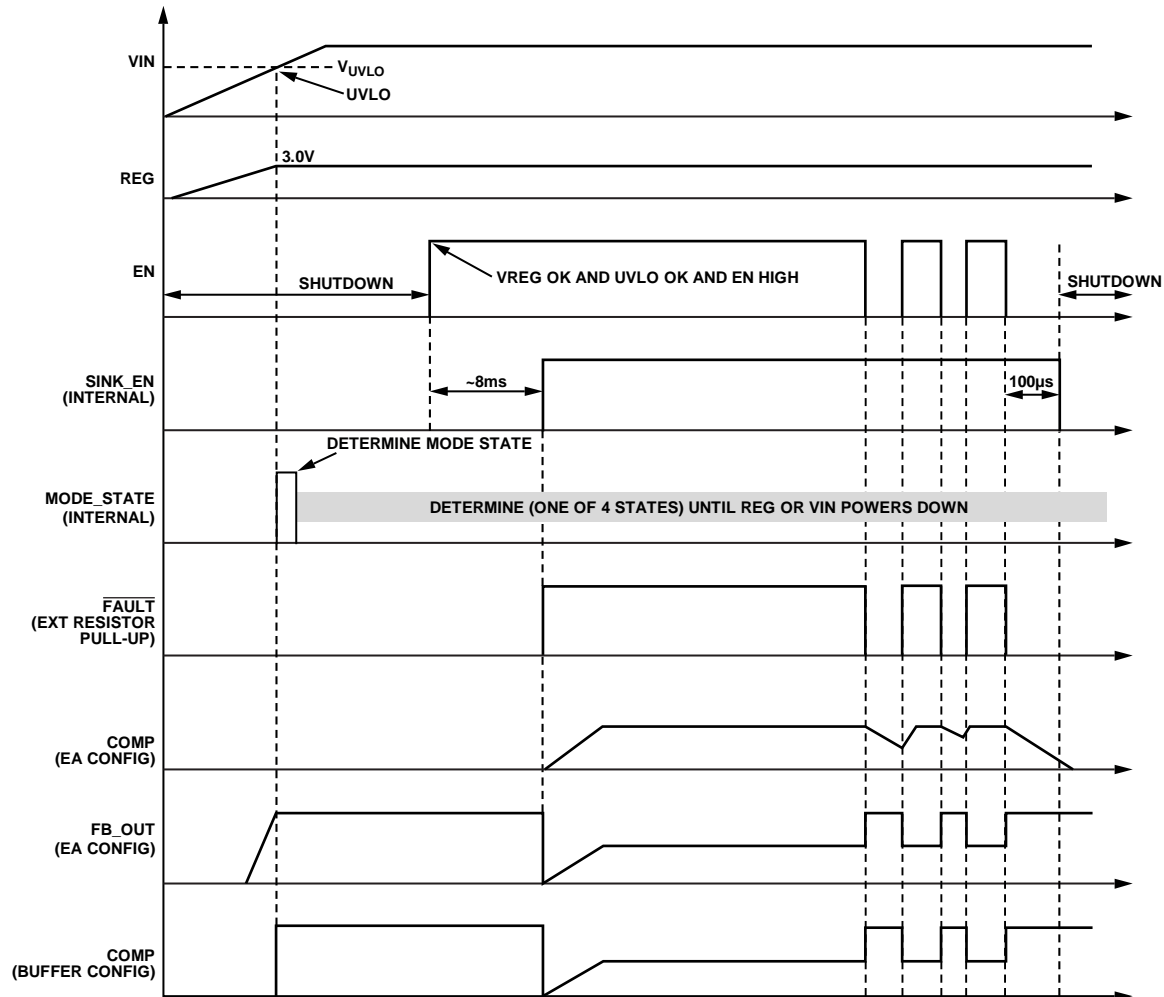 VIN
V_UVLO
UVLO
REG
3.0V
EN
SHUTDOWN
VREG OK AND UVLO OK AND EN HIGH
SHUTDOWN
SINK_EN
(INTERNAL)
~8ms
100µs
DETERMINE MODE STATE
MODE_STATE
(INTERNAL)
DETERMINE (ONE OF 4 STATES) UNTIL REG OR VIN POWERS DOWN
FAULT
(EXT RESISTOR
PULL-UP)
COMP
(EA CONFIG)
FB_OUT
(EA CONFIG)
COMP
(BUFFER CONFIG)